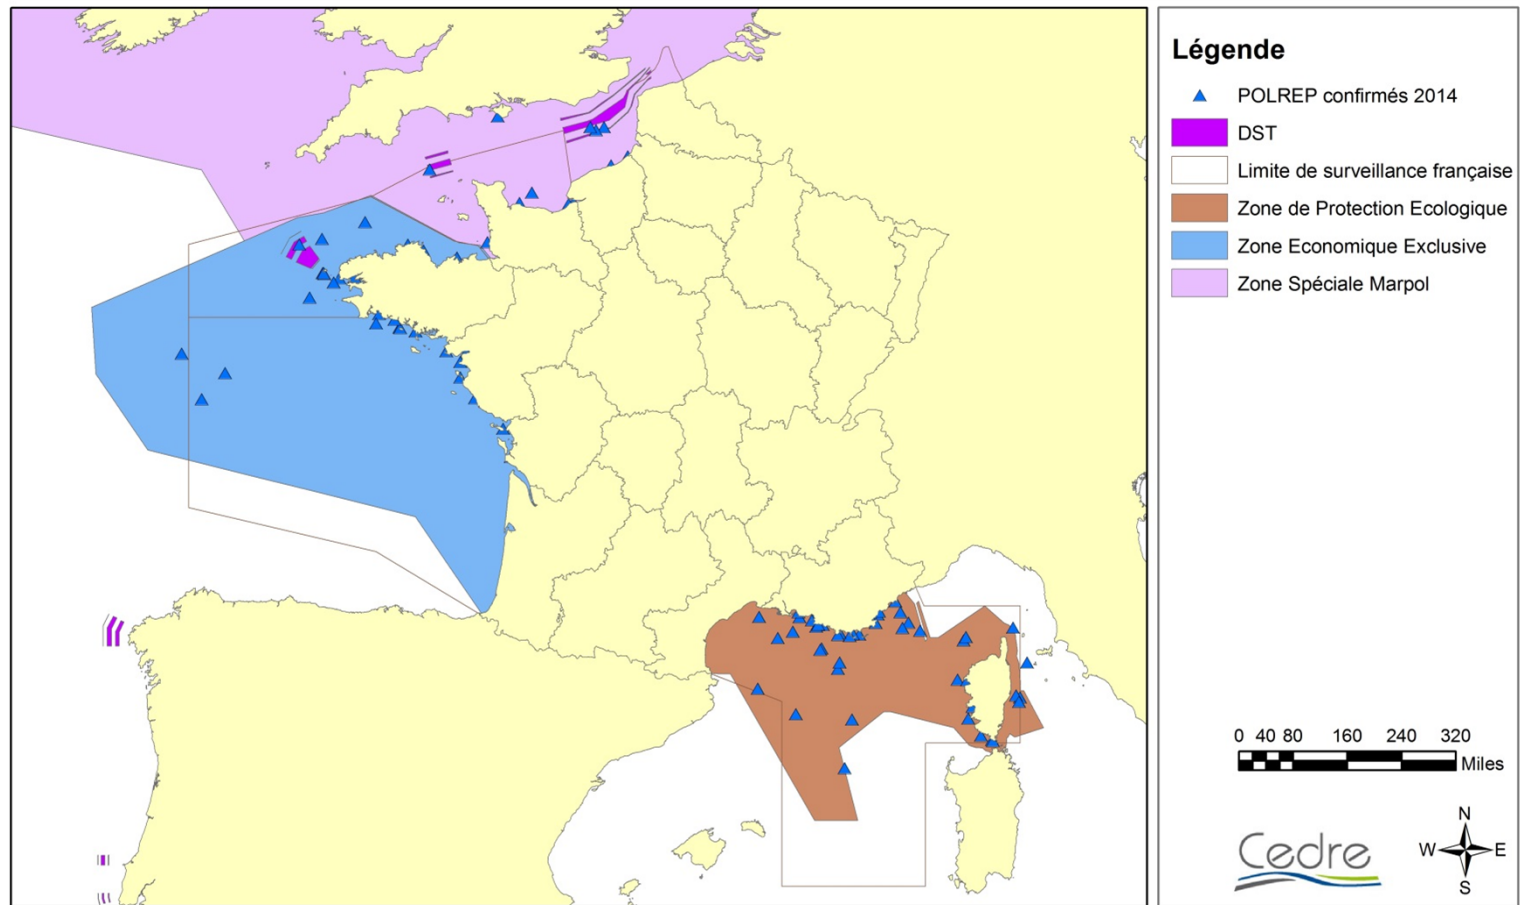 Légende
POLREP confirmés 2014
DST
Limite de surveillance française
Zone de Protection Ecologique
Zone Economique Exclusive
Zone Spéciale Marpol
0 40 80 160 240 320
Miles
Cedre
N
W E
S